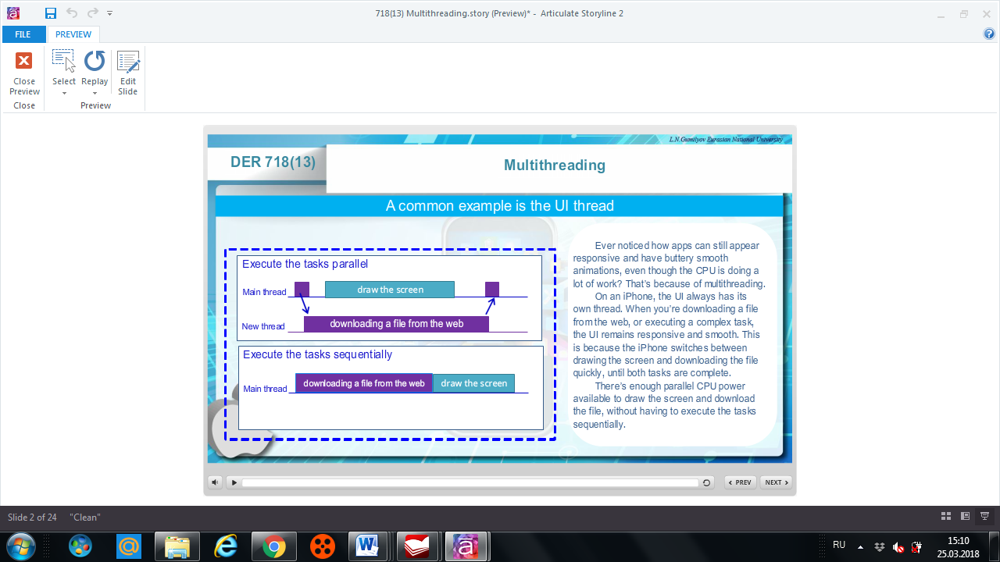 718(13) Multithreading.story (Preview)* - Articulate Storyline 2
FILE
PREVIEW
Close
Preview
Select
Replay
Edit
Slide
Close
Preview
L.N.Gumilyov Eurasian National University
DER 718(13)
Multithreading
A common example is the UI thread
Execute the tasks parallel
Main thread
draw the screen
New thread
downloading a file from the web
Execute the tasks sequentially
Main thread
downloading a file from the web
draw the screen
Ever noticed how apps can still appear
responsive and have buttery smooth
animations, even though the CPU is doing a
lot of work? That’s because of multithreading.
On an iPhone, the UI always has its
own thread. When you’re downloading a file
from the web, or executing a complex task,
the UI remains responsive and smooth. This
is because the iPhone switches between
drawing the screen and downloading the file
quickly, until both tasks are complete.
There’s enough parallel CPU power
available to draw the screen and download
the file, without having to execute the tasks
sequentially.
PREV
NEXT
Slide 2 of 24
"Clean"
RU
15:10
25.03.2018